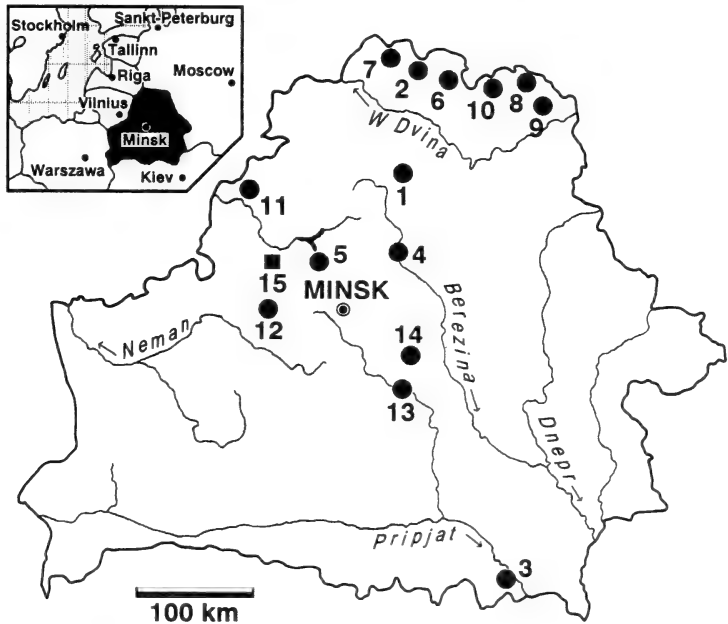 Stockholm
Sankt-Peterburg
Tallinn
Riga
Moscow
Vilnius
Minsk
Warszawa
Kiev
7
2
6
10
8
9
W Dvina
1
11
5
4
15
MINSK
12
Neman
Berezina
14
13
Dnepr
Pripjat
3
100 km